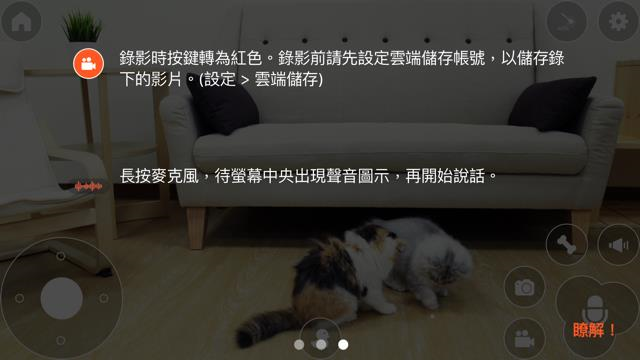 錄影時按鍵轉為紅色。錄影前請先設定雲端儲存帳號，以儲存錄
下的影片。(設定 > 雲端儲存)
長按麥克風，待螢幕中央出現聲音圖示，再開始說話。
瞭解！